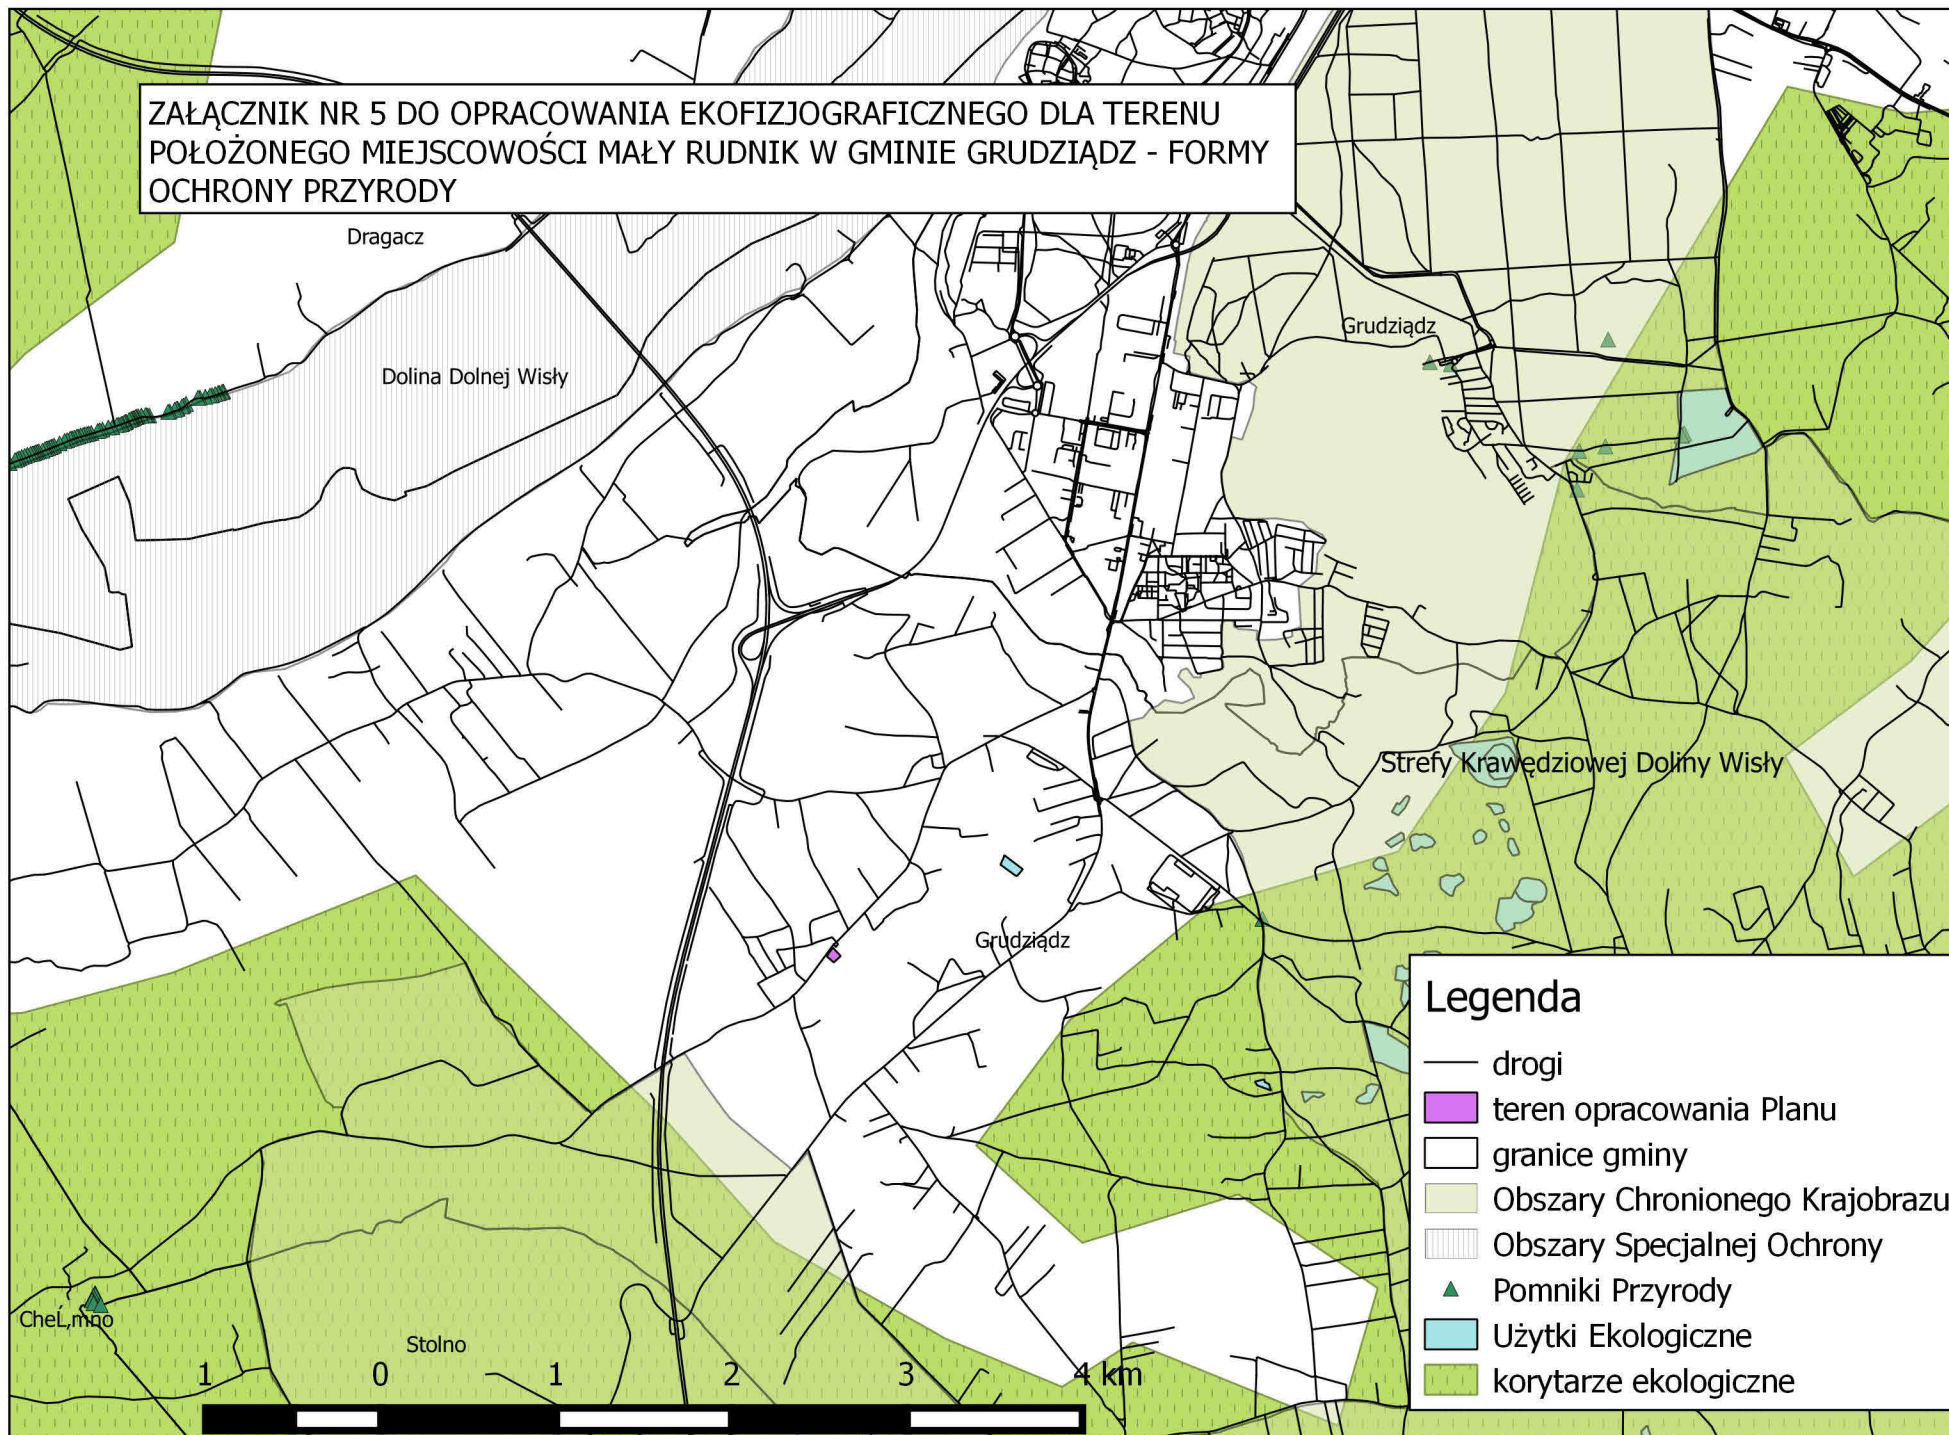 ZAŁĄCZNIK NR 5 DO OPRACOWANIA EKOFIZJOGRAFICZNEGO DLA TERENU
POŁOŻONEGO MIEJSCOWOŚCI MAŁY RUDNIK W GMINIE GRUDZIĄDZ - FORMY
OCHRONY PRZYRODY
Dragacz
Grudziądz
Dolina Dolnej Wisły
Strefy Krawędziowej Doliny Wisły
Grudziądz
Legenda
drogi
teren opracowania Planu
granice gminy
Obszary Chronionego Krajobrazu
Obszary Specjalnej Ochrony
Pomniki Przyrody
Użytki Ekologiczne
korytarze ekologiczne
CheĹ‚mno
Stolno
1 0 1 2 3 4 km